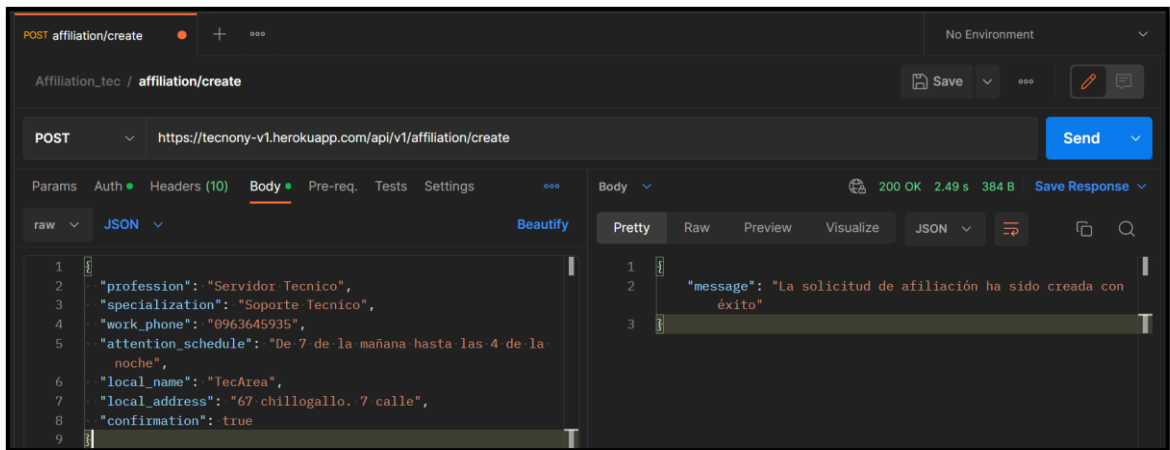 POST affiliation/create
No Environment
Affiliation_tec / affiliation/create
Save
POST
https://tecnony-v1.herokuapp.com/api/v1/affiliation/create
Send
Params Auth Headers (10) Body Pre-req. Tests Settings
raw JSON Beautify
1 {
2 "profession": "Servidor Tecnico",
3 "specialization": "Soporte Tecnico",
4 "work_phone": "0963645935",
5 "attention_schedule": "De 7 de la mañana hasta las 4 de la
noche",
6 "local_name": "TecArea",
7 "local_address": "67 chillogallo. 7 calle",
8 "confirmation": true
9 }
Body 200 OK 2.49 s 384 B Save Response
Pretty Raw Preview Visualize JSON
1 {
2 "message": "La solicitud de afiliación ha sido creada con
éxito"
3 }